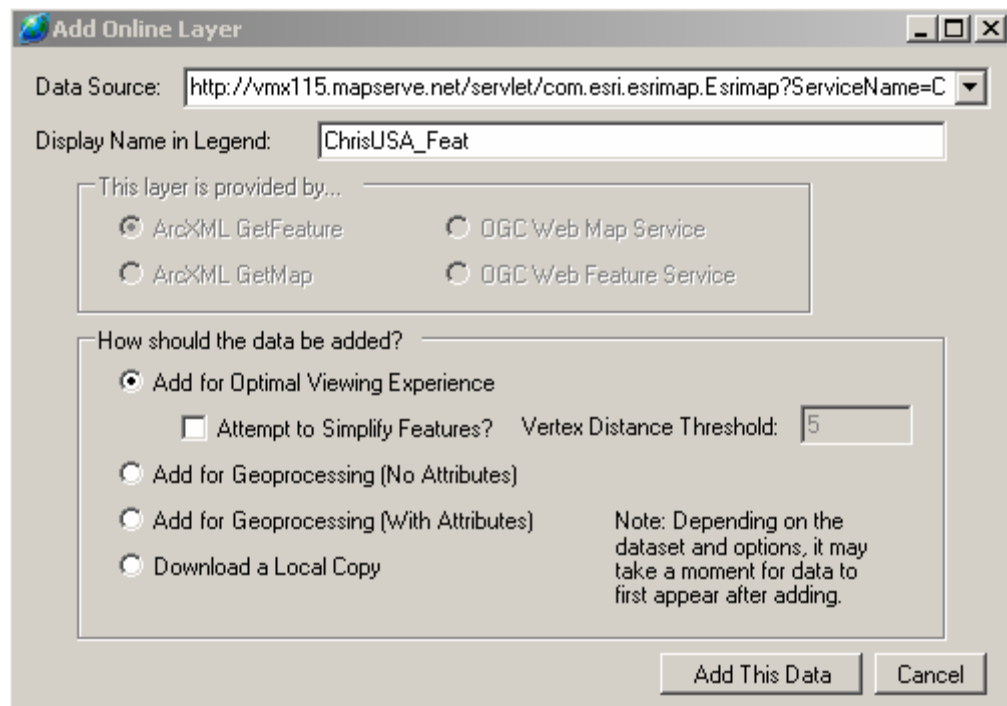 Add Online Layer
Data Source: http://vmx115.mapserve.net/servlet/com.esri.esrimap.Esrimap?ServiceName=C
Display Name in Legend: ChrisUSA_Feat
This layer is provided by...
ArcXML GetFeature OGC Web Map Service
ArcXML GetMap OGC Web Feature Service
How should the data be added?
Add for Optimal Viewing Experience
Attempt to Simplify Features? Vertex Distance Threshold: 5
Add for Geoprocessing (No Attributes)
Add for Geoprocessing (With Attributes)
Download a Local Copy
Note: Depending on the
dataset and options, it may
take a moment for data to
first appear after adding.
Add This Data Cancel